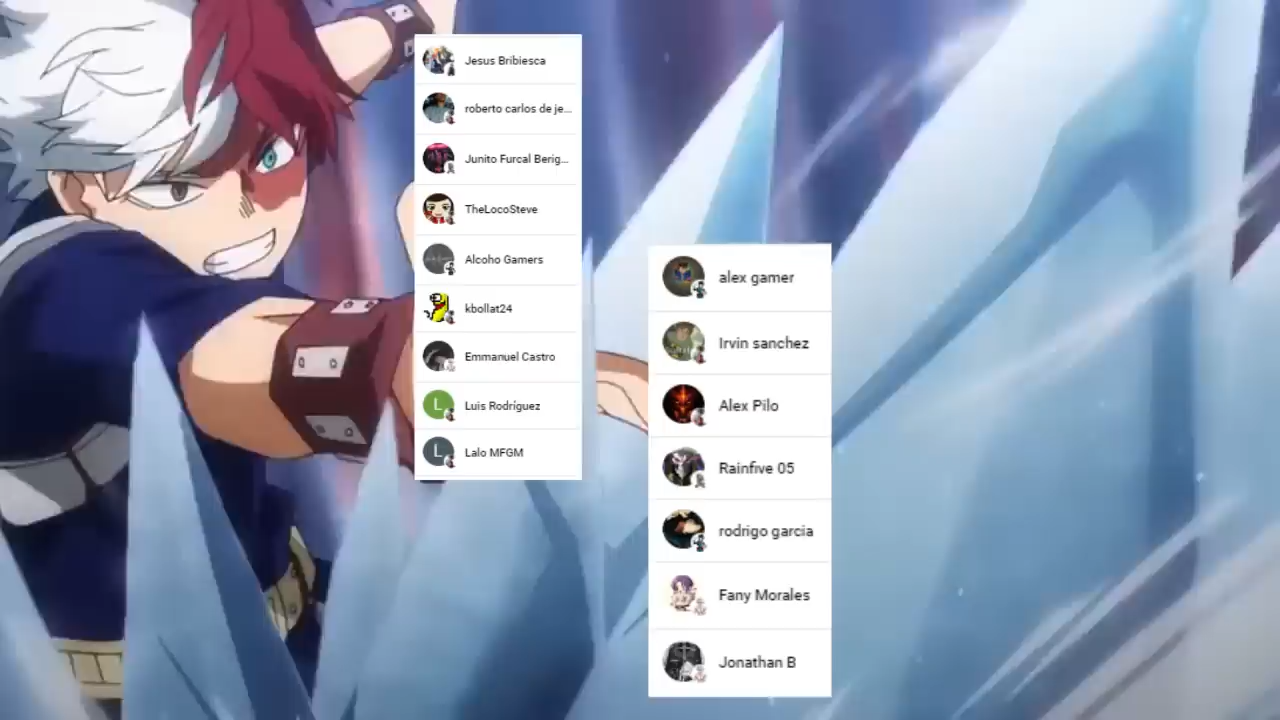 Jesus Bribiesca
roberto carlos de je...
Junito Furcal Berig...
TheLocoSteve
Alcoho Gamers
kbollat24
Emmanuel Castro
L Luis Rodríguez
L Lalo MFGM
alex gamer
Irvin sanchez
Alex Pilo
Rainfive 05
rodrigo garcia
Fany Morales
Jonathan B